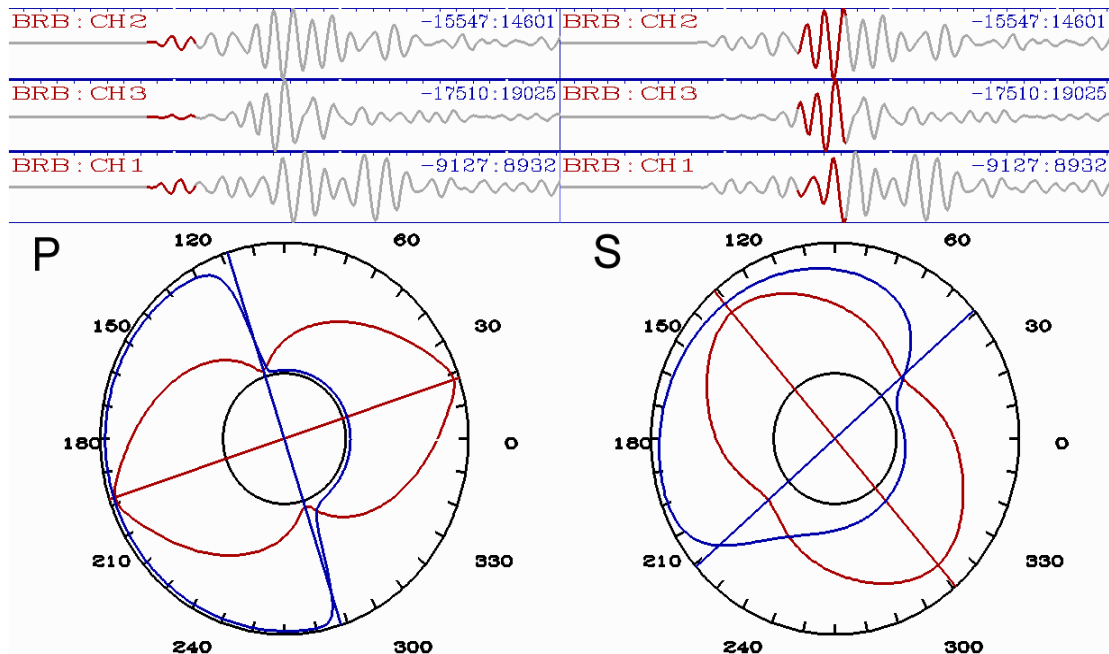 BRB : CH2 -15547:14601 BRB : CH2 -15547:14601
BRB : CH3 -17510:19025 BRB : CH3 -17510:19025
BRB : CH1 -9127:8932 BRB : CH1 -9127:8932
P 120 60 S 120 60
150 30 150 30
180 0 180 0
210 330 210 330
240 300 240 300